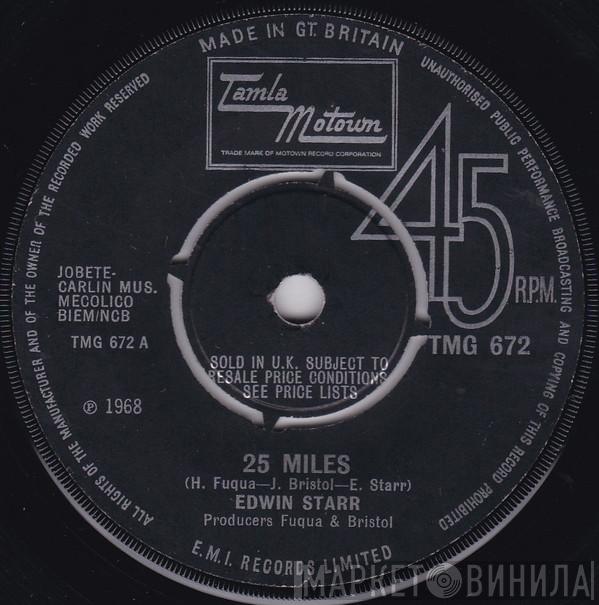 MADE IN GT. BRITAIN
UNAUTHORISED PUBLIC PERFORMANCE BROADCASTING AND COPYING OF THIS RECORD PROHIBITED
ALL RIGHTS OF THE MANUFACTURER AND OF THE OWNER OF THE RECORDED WORK RESERVED
Tamla
Motown
TRADE MARK OF MOTOWN RECORD CORPORATION
45
R.P.M.
TMG 672
JOBETE-
CARLIN MUS.
MECOLICO
BIEM/NCB
TMG 672 A
SOLD IN U.K. SUBJECT TO
RESALE PRICE CONDITIONS
SEE PRICE LISTS
℗ 1968
25 MILES
(H. Fuqua—J. Bristol—E. Starr)
EDWIN STARR
Producers Fuqua & Bristol
E.M.I. RECORDS LIMITED
МАРКЕТ ВИНИЛА